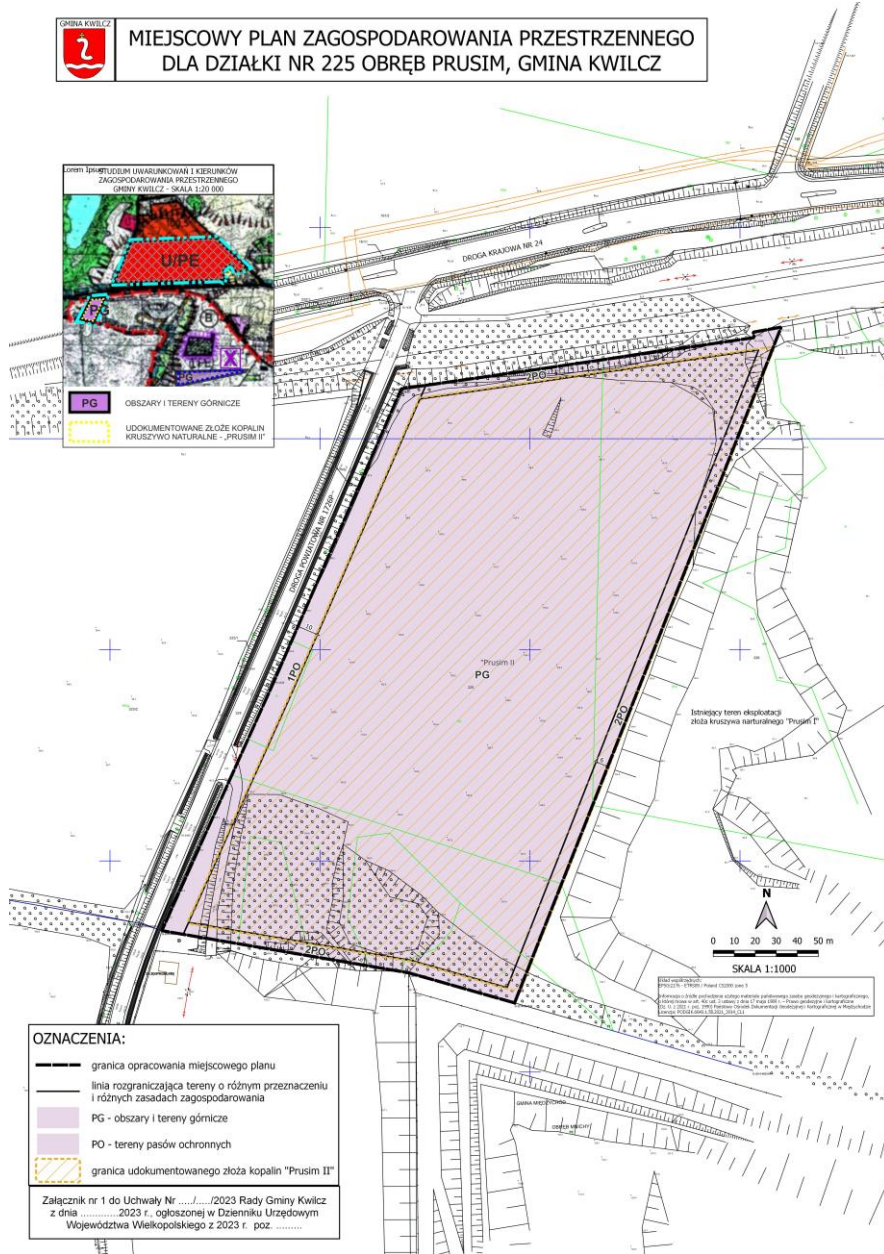 GMINA KWILCZ
MIEJSCOWY PLAN ZAGOSPODAROWANIA PRZESTRZENNEGO
DLA DZIAŁKI NR 225 OBRĘB PRUSIM, GMINA KWILCZ
Lorem Ipsum
STUDIUM UWARUNKOWAŃ I KIERUNKÓW
ZAGOSPODAROWANIA PRZESTRZENNEGO
GMINY KWILCZ - SKALA 1:20 000
U/PE
B
X
PG
OBSZARY I TERENY GÓRNICZE
UDOKUMENTOWANE ZŁOŻE KOPALIN
KRUSZYWO NATURALNE - „PRUSIM II"
DROGA KRAJOWA NR 24
2PO
DROGA POWIATOWA NR 1726P
10
1PO
"Prusim II
PG
2PO
Istniejący teren eksploatacji
złoża kruszywa narturalnego "Prusim I"
2PO
N
0 10 20 30 40 50 m
SKALA 1:1000
GMINA MIĘDZYCHÓD
OBRĘB MNICHY
OZNACZENIA:
granica opracowania miejscowego planu
linia rozgraniczająca tereny o różnym przeznaczeniu
i różnych zasadach zagospodarowania
PG - obszary i tereny górnicze
PO - tereny pasów ochronnych
granica udokumentowanego złoża kopalin "Prusim II"
Załącznik nr 1 do Uchwały Nr ...../...../2023 Rady Gminy Kwilcz
z dnia .............2023 r., ogłoszonej w Dzienniku Urzędowym
Województwa Wielkopolskiego z 2023 r. poz. .........